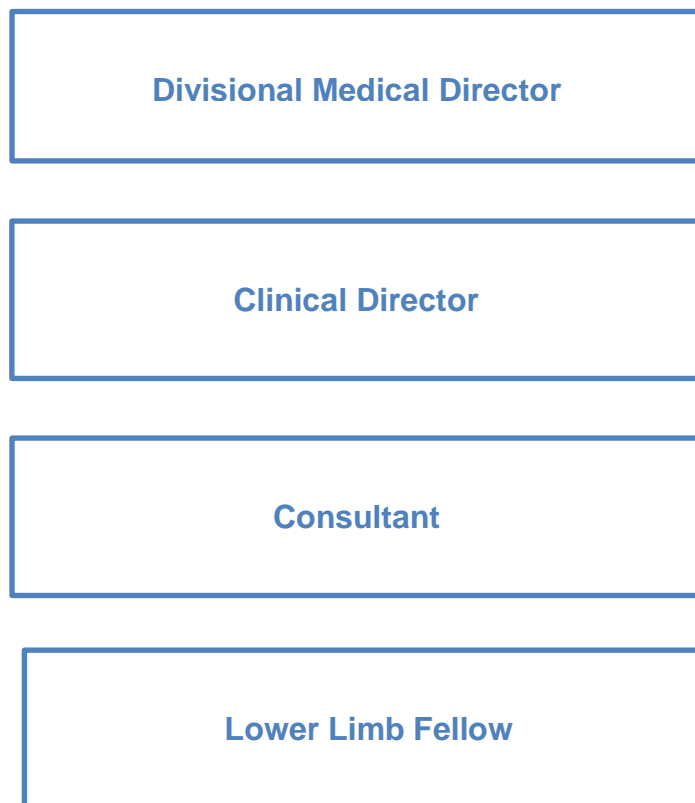 Divisional Medical Director
Clinical Director
Consultant
Lower Limb Fellow